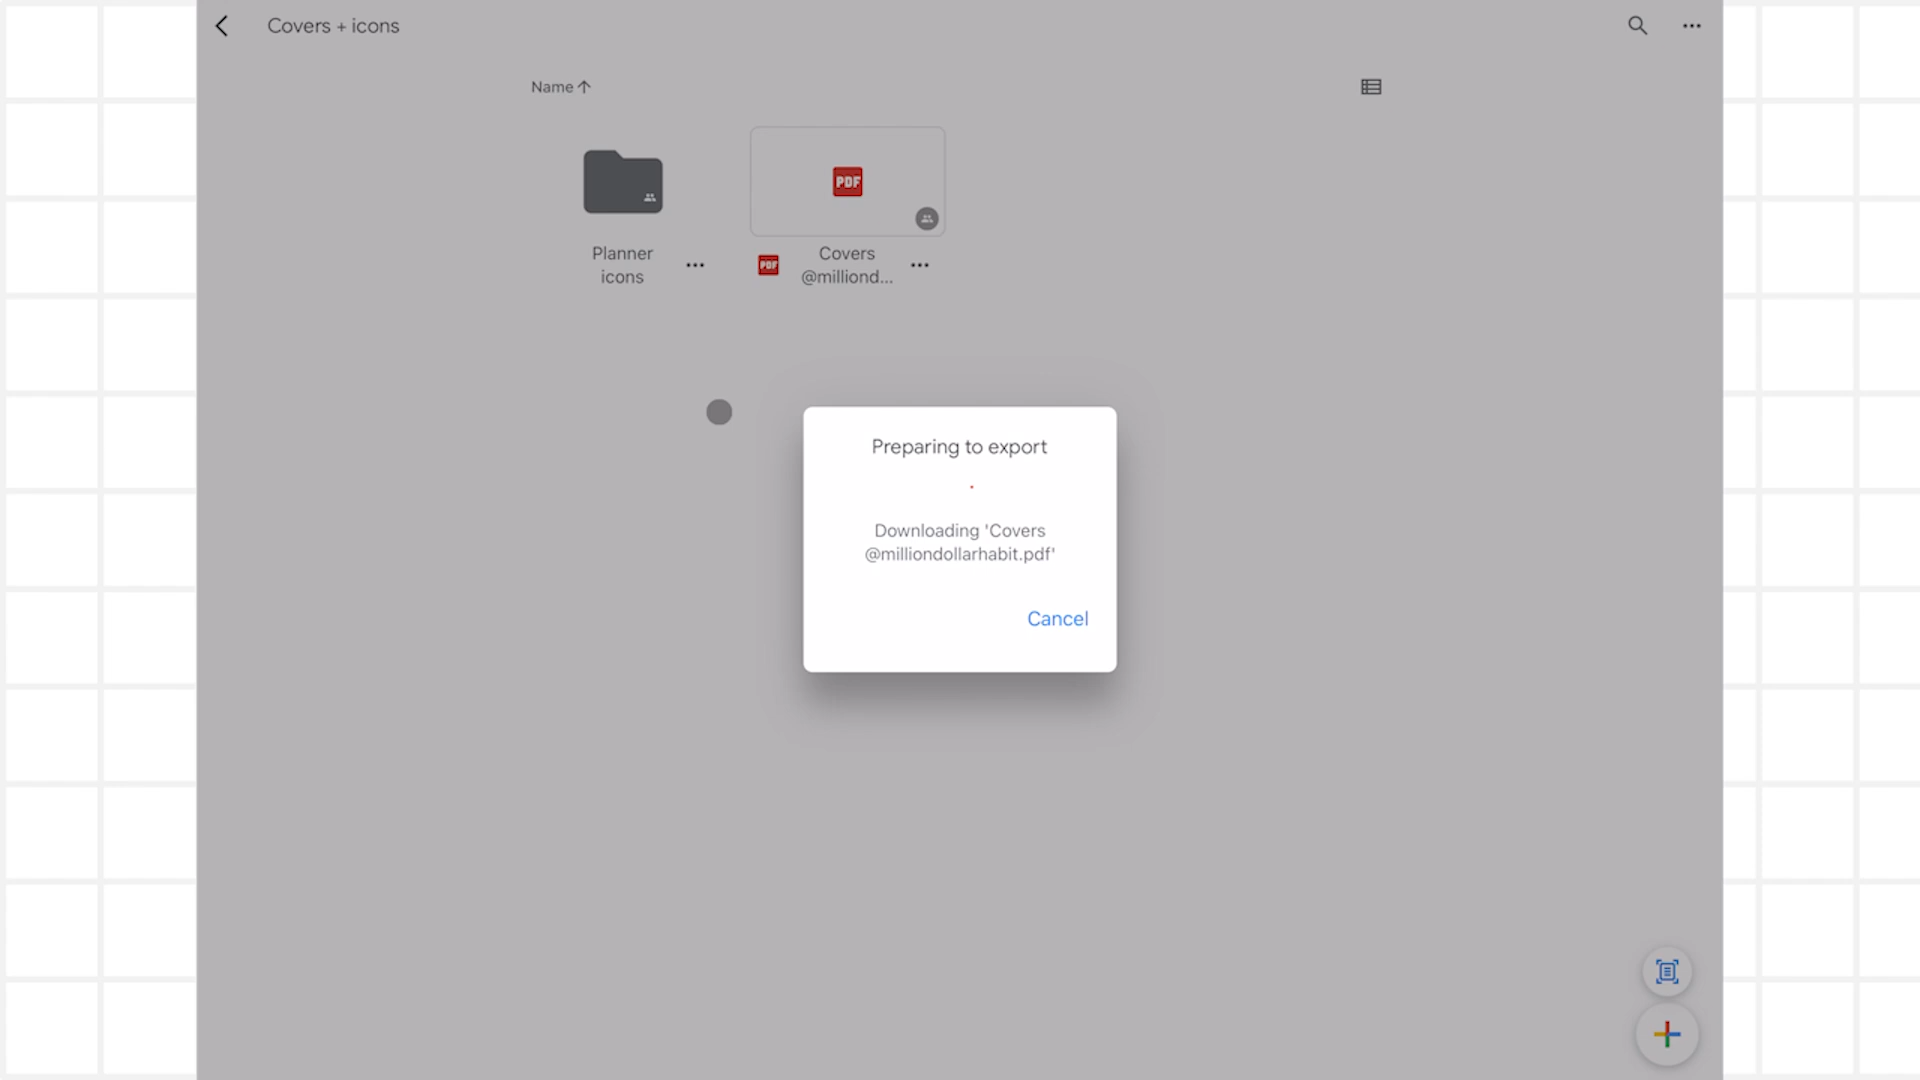 Covers + icons
Name
PDF
Planner
icons
PDF
Covers
@milliond...
Preparing to export
Downloading 'Covers
@milliondollarhabit.pdf'
Cancel